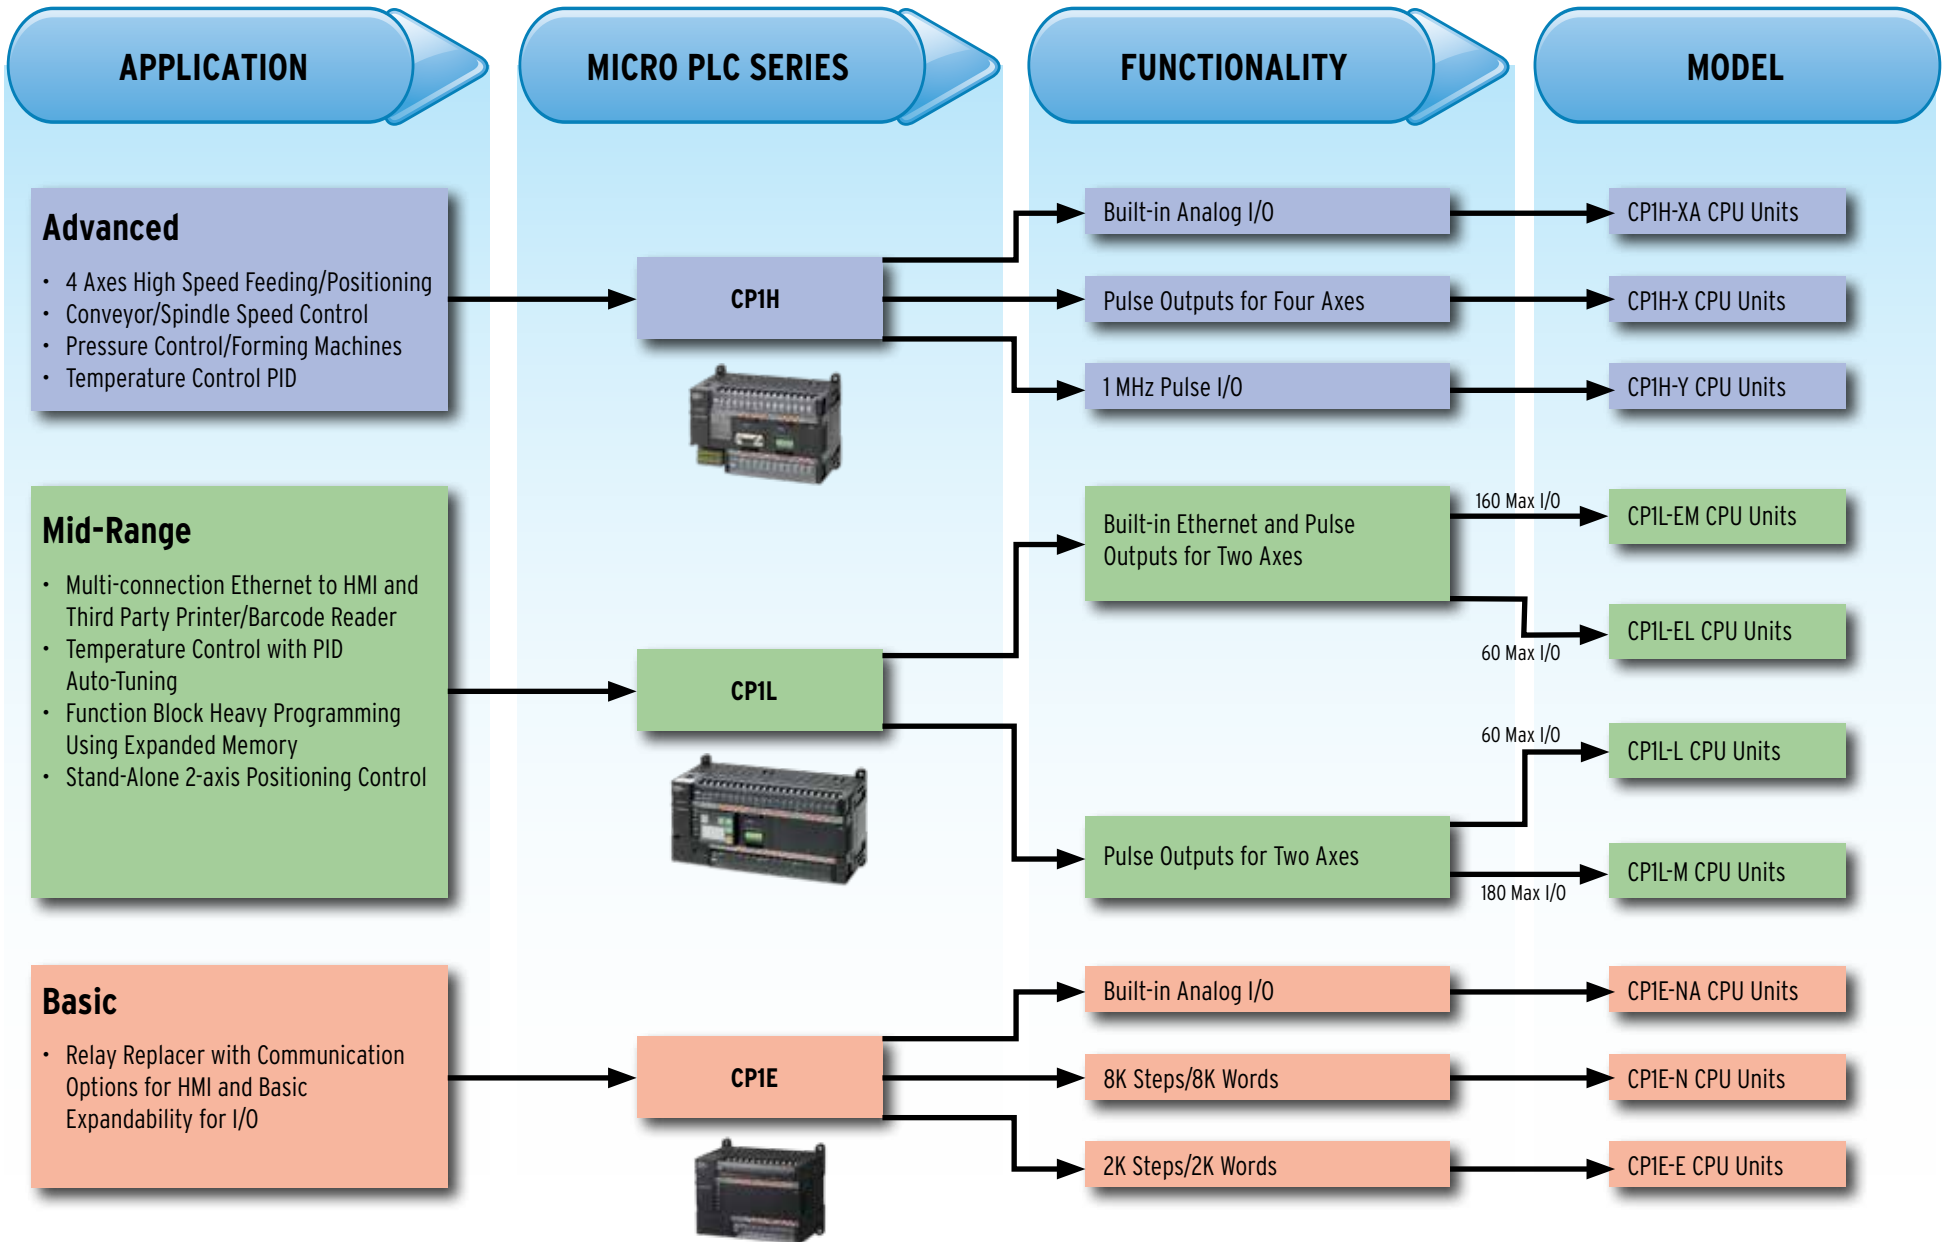 APPLICATION
MICRO PLC SERIES
FUNCTIONALITY
MODEL
Advanced
• 4 Axes High Speed Feeding/Positioning
• Conveyor/Spindle Speed Control
• Pressure Control/Forming Machines
• Temperature Control PID
CP1H
Built-in Analog I/O
CP1H-XA CPU Units
Pulse Outputs for Four Axes
CP1H-X CPU Units
1 MHz Pulse I/O
CP1H-Y CPU Units
Mid-Range
• Multi-connection Ethernet to HMI and
Third Party Printer/Barcode Reader
• Temperature Control with PID
Auto-Tuning
• Function Block Heavy Programming
Using Expanded Memory
• Stand-Alone 2-axis Positioning Control
CP1L
Built-in Ethernet and Pulse
Outputs for Two Axes
160 Max I/O
CP1L-EM CPU Units
60 Max I/O
CP1L-EL CPU Units
Pulse Outputs for Two Axes
60 Max I/O
CP1L-L CPU Units
180 Max I/O
CP1L-M CPU Units
Basic
• Relay Replacer with Communication
Options for HMI and Basic
Expandability for I/O
CP1E
Built-in Analog I/O
CP1E-NA CPU Units
8K Steps/8K Words
CP1E-N CPU Units
2K Steps/2K Words
CP1E-E CPU Units